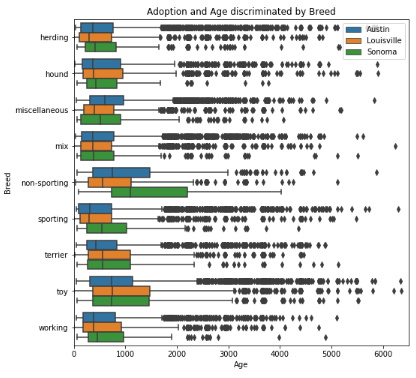 Adoption and Age discriminated by Breed
City
Austin
Louisville
Sonoma
herding
hound
miscellaneous
mix
non-sporting
sporting
terrier
toy
working
Breed
0 1000 2000 3000 4000 5000 6000
Age